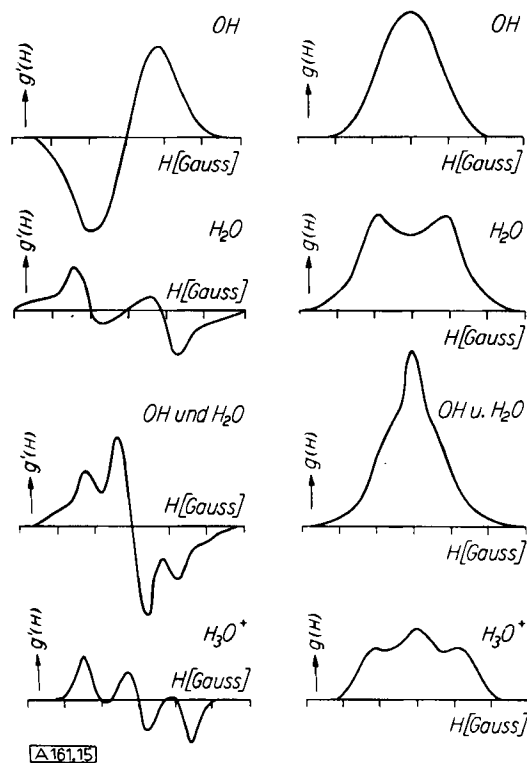 OH
g'(H)
H[Gauss]
OH
g(H)
H[Gauss]
H₂O
g'(H)
H[Gauss]
H₂O
g(H)
H[Gauss]
OH und H₂O
g'(H)
H[Gauss]
OH u. H₂O
g(H)
H[Gauss]
H₃O⁺
g'(H)
H[Gauss]
H₃O⁺
g(H)
H[Gauss]
A 161.15